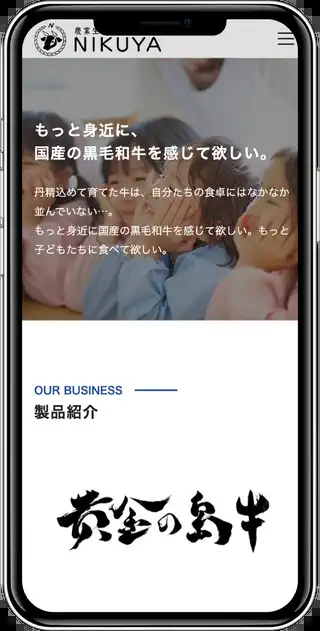 農業生
NIKUYA
もっと身近に、
国産の黒毛和牛を感じて欲しい。
丹精込めて育てた牛は、自分たちの食卓にはなかなか
並んでいない…。
もっと身近に国産の黒毛和牛を感じて欲しい。もっと
子どもたちに食べて欲しい。
OUR BUSINESS
製品紹介
黄金の島牛